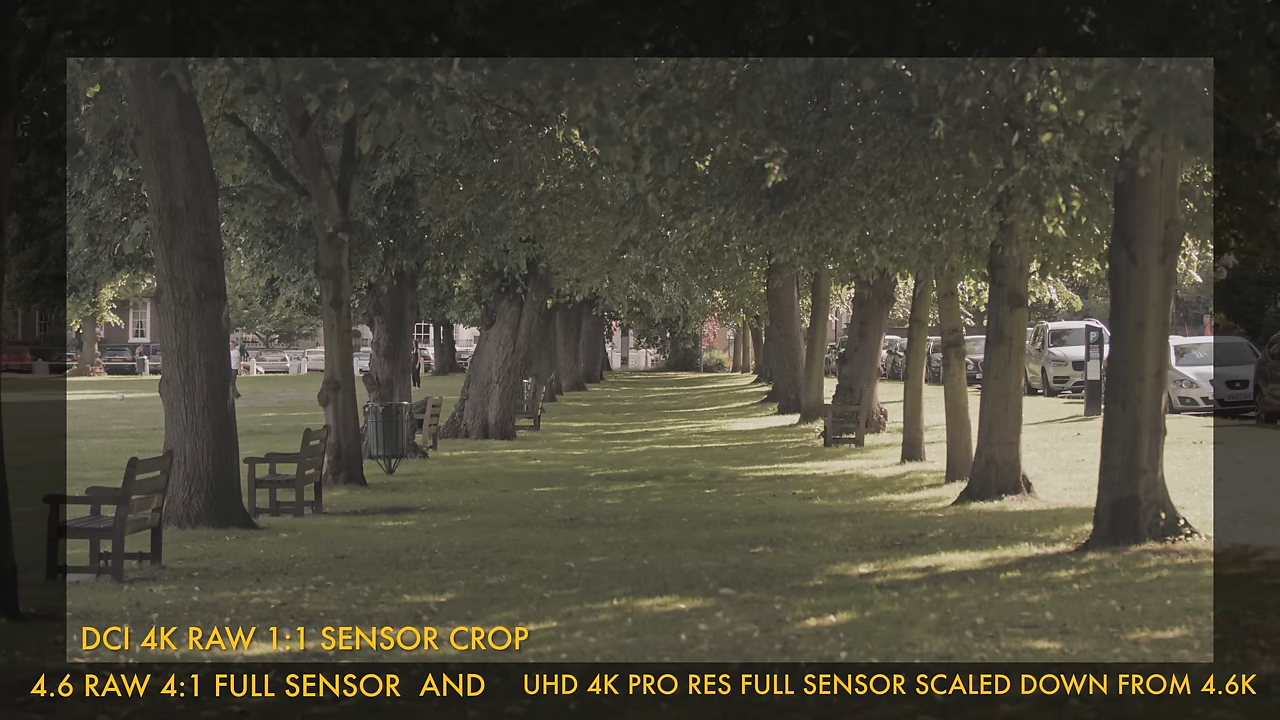 DCI 4K RAW 1:1 SENSOR CROP
4.6 RAW 4:1 FULL SENSOR AND UHD 4K PRO RES FULL SENSOR SCALED DOWN FROM 4.6K